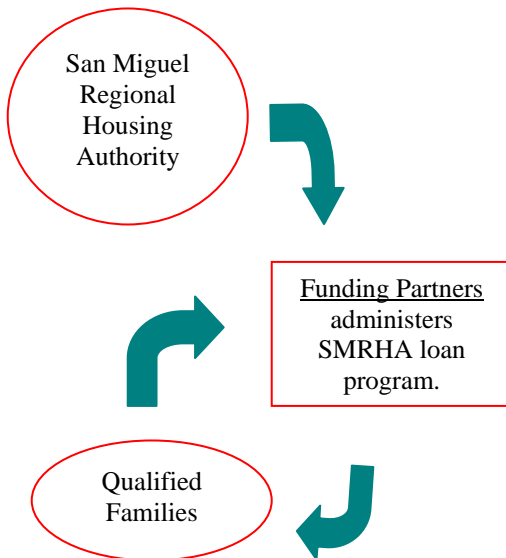 San Miguel
Regional
Housing
Authority
Funding Partners
administers
SMRHA loan
program.
Qualified
Families